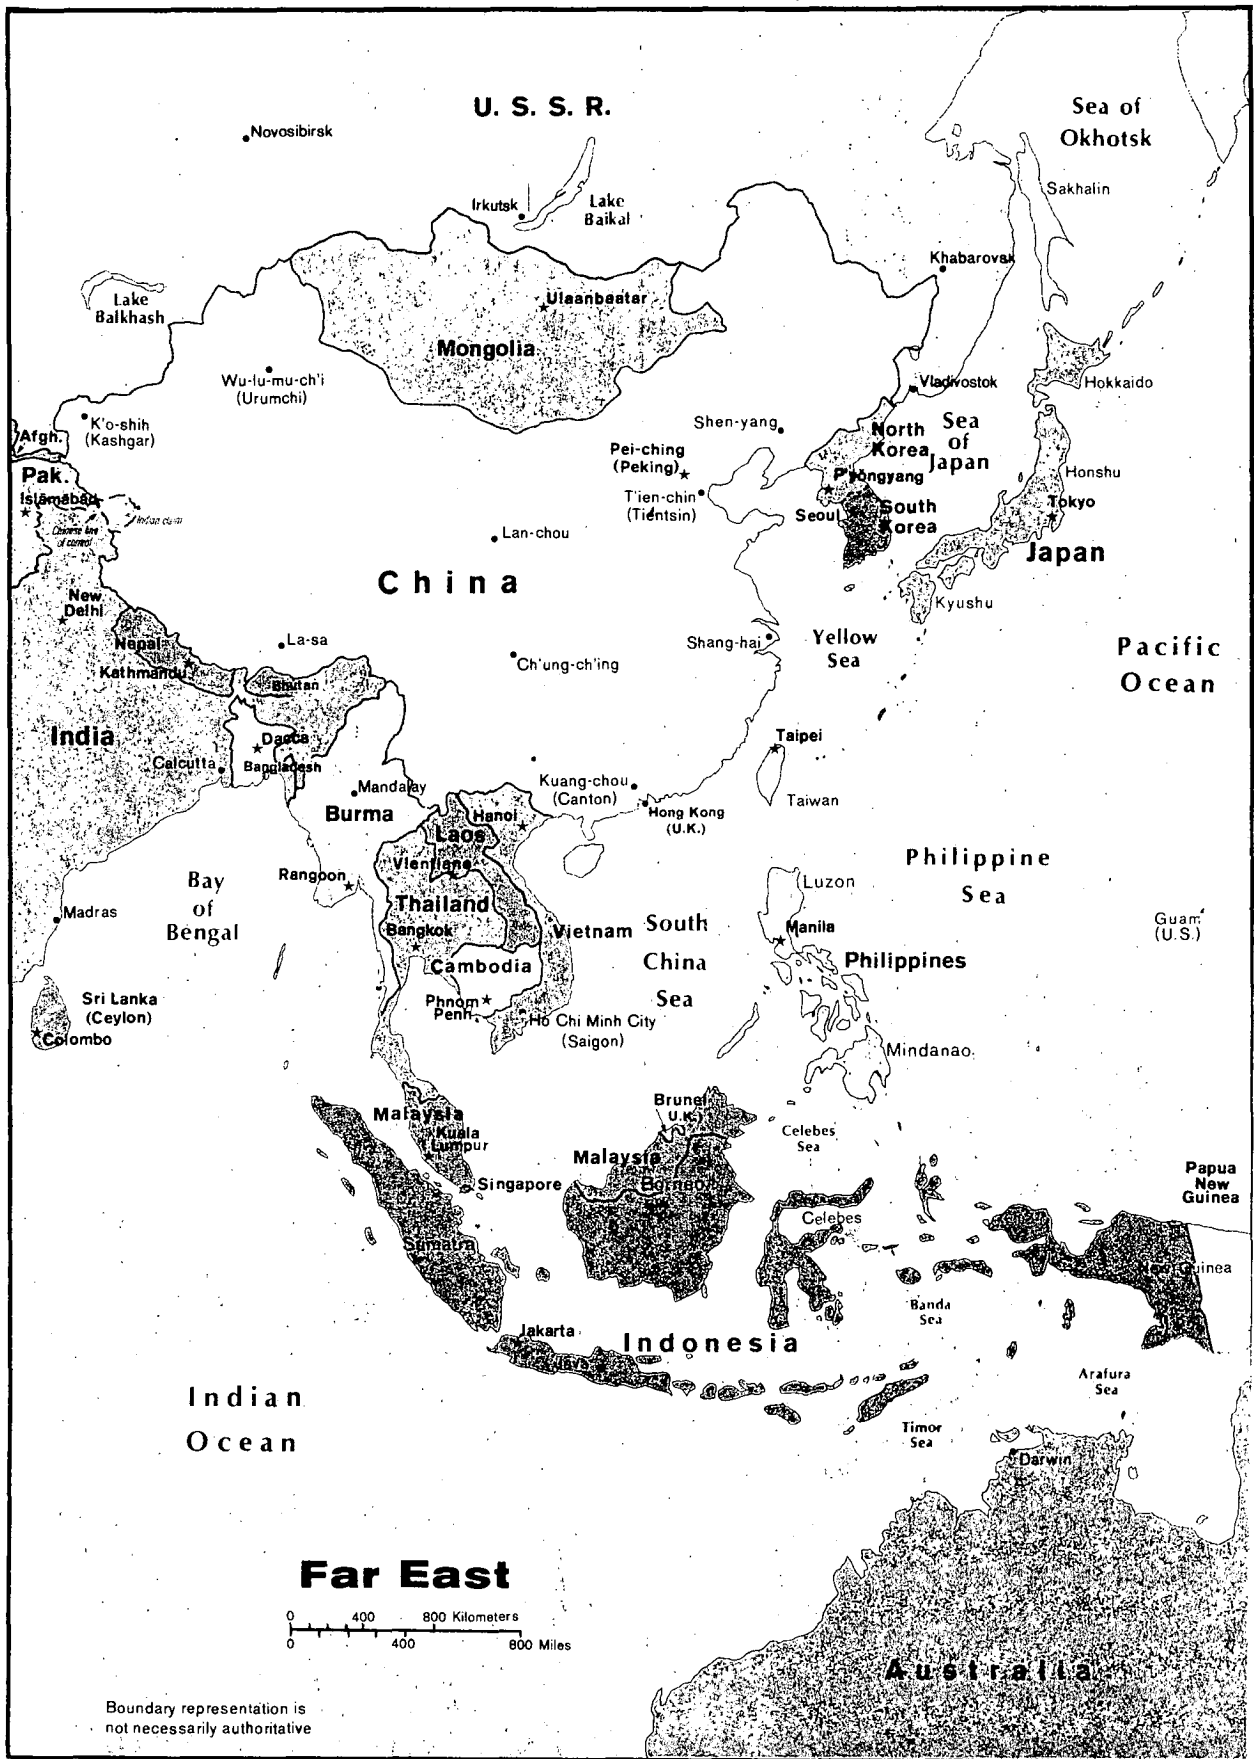 U. S. S. R.
Novosibirsk
Sea of
Okhotsk
Sakhalin
Irkutsk
Lake
Baikal
Khabarovsk
Lake
Balkhash
Ulaanbaatar
Mongolia
Wu-lu-mu-ch'i
(Urumchi)
Vladivostok
Hokkaido
K'o-shih
(Kashgar)
Afgh.
Shen-yang
North
Korea
Sea
of
Japan
Pei-ching
(Peking)
Pak.
Islāmābād
P'yŏngyang
Honshu
T'ien-chin
(Tientsin)
Seoul
South
Korea
Tokyo
Indian claim
Chinese line
of control
Lan-chou
Japan
China
New
Delhi
Kyushu
Nepal
La-sa
Shang-hai
Yellow
Sea
Pacific
Ocean
Kathmandu
Ch'ung-ch'ing
Bhutan
India
Dacca
Taipei
Calcutta
Bangladesh
Mandalay
Kuang-chou
(Canton)
Taiwan
Burma
Hanoi
Hong Kong
(U.K.)
Laos
Vientiane
Philippine
Sea
Rangoon
Bay
of
Bengal
Luzon
Thailand
Madras
Bangkok
Vietnam
South
China
Sea
Manila
Guam
(U.S.)
Cambodia
Philippines
Sri Lanka
(Ceylon)
Phnom
Penh
Colombo
Ho Chi Minh City
(Saigon)
Mindanao
Malaysia
Brunei
(U.K.)
Kuala
Lumpur
Celebes
Sea
Malaysia
Borneo
Singapore
Papua
New
Guinea
Celebes
Sumatra
New Guinea
Banda
Sea
Jakarta
Indonesia
Java
Arafura
Sea
Indian
Ocean
Timor
Sea
Darwin
Far East
0 400 800 Kilometers
0 400 800 Miles
Australia
Boundary representation is
not necessarily authoritative